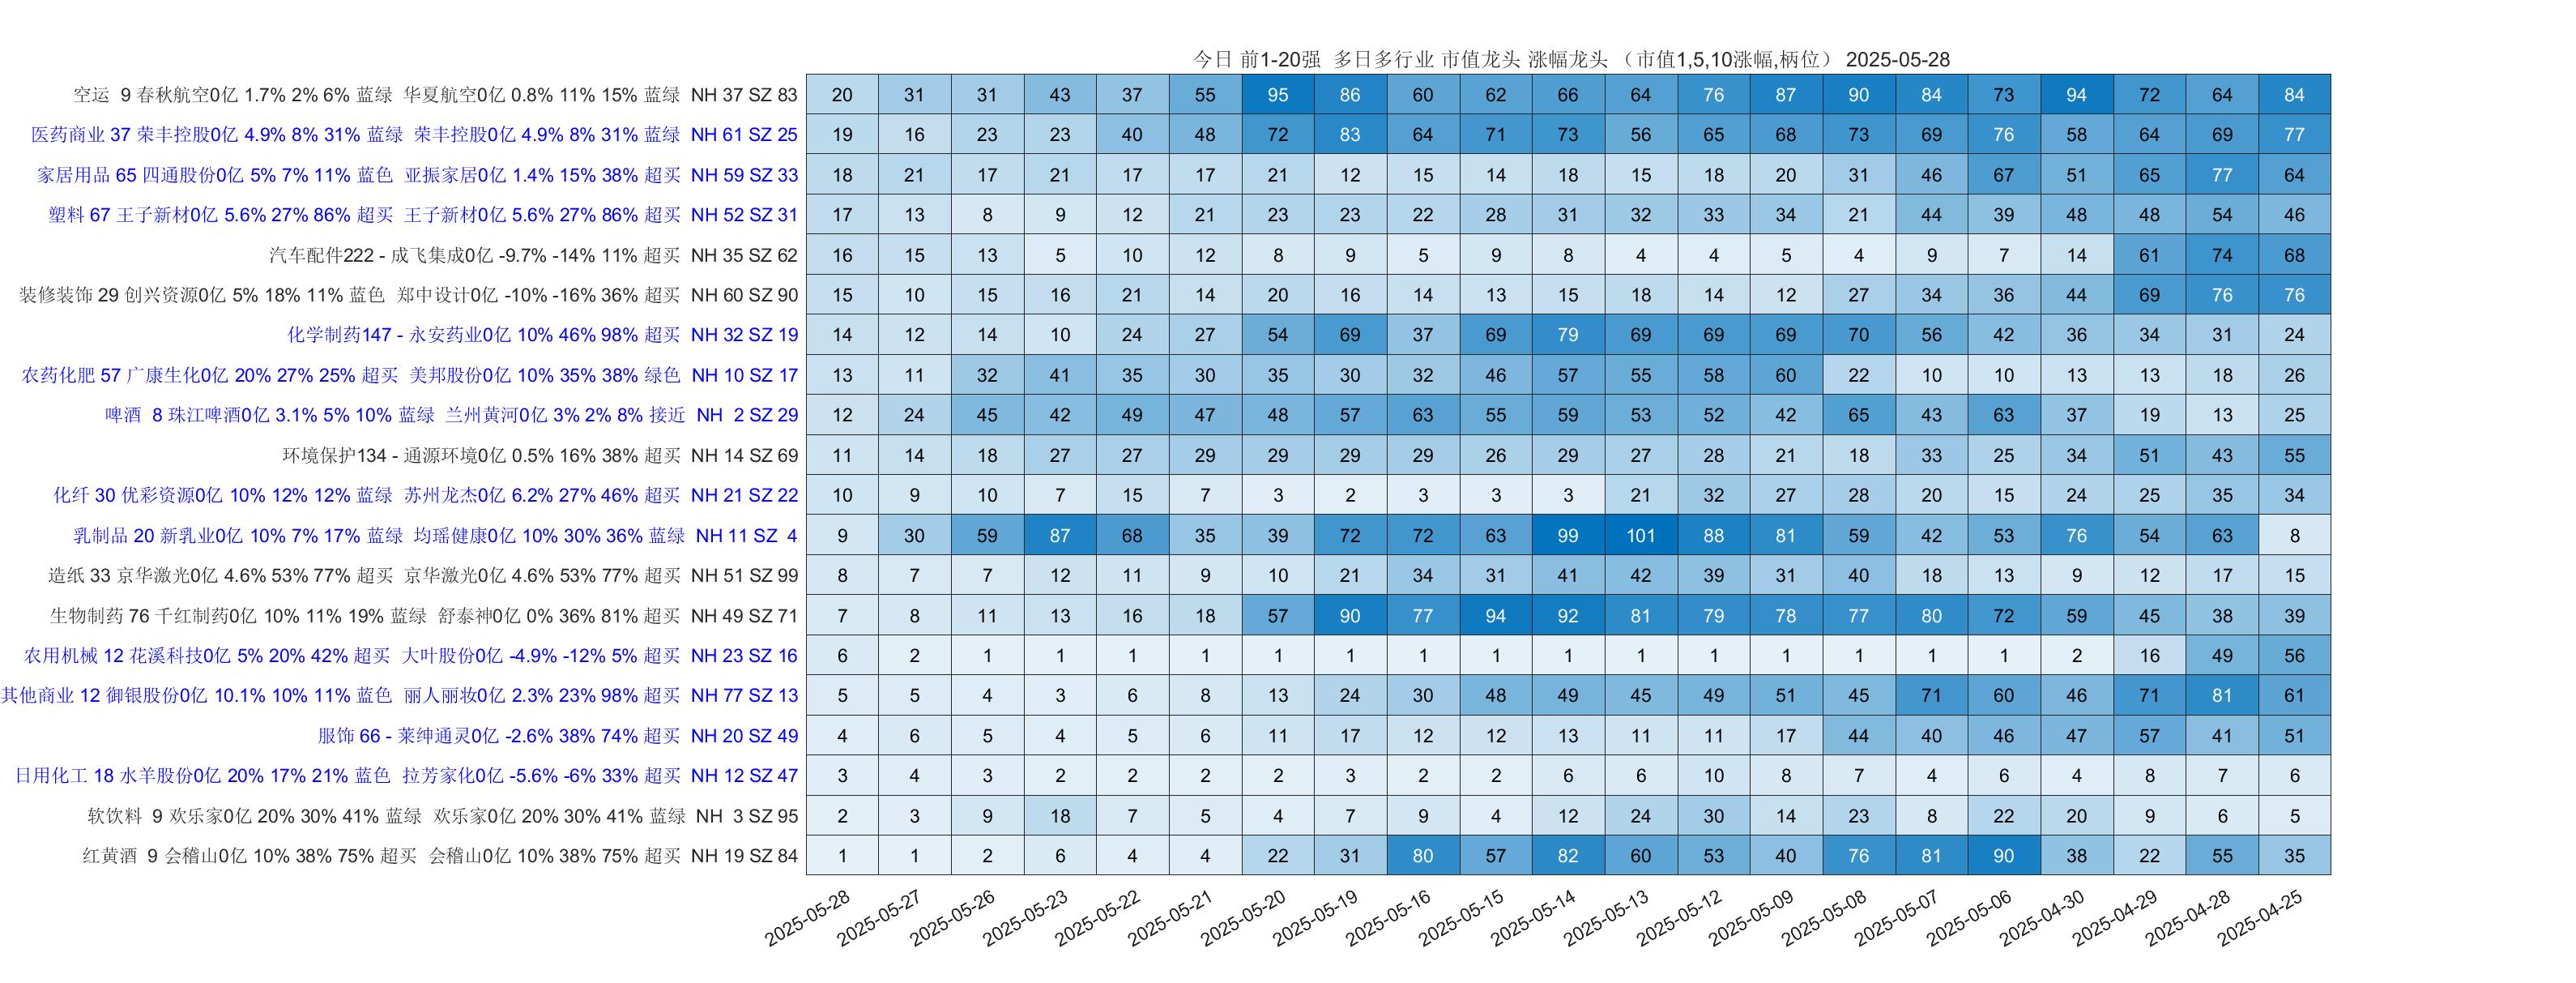 今日 前1-20强 多日多行业 市值龙头 涨幅龙头 （市值1,5,10涨幅,柄位） 2025-05-28
空运 9 春秋航空0亿 1.7% 2% 6% 蓝绿 华夏航空0亿 0.8% 11% 15% 蓝绿 NH 37 SZ 83 20 31 31 43 37 55 95 86 60 62 66 64 76 87 90 84 73 94 72 64 84
医药商业 37 荣丰控股0亿 4.9% 8% 31% 蓝绿 荣丰控股0亿 4.9% 8% 31% 蓝绿 NH 61 SZ 25 19 16 23 23 40 48 72 83 64 71 73 56 65 68 73 69 76 58 64 69 77
家居用品 65 四通股份0亿 5% 7% 11% 蓝色 亚振家居0亿 1.4% 15% 38% 超买 NH 59 SZ 33 18 21 17 21 17 17 21 12 15 14 18 15 18 20 31 46 67 51 65 77 64
塑料 67 王子新材0亿 5.6% 27% 86% 超买 王子新材0亿 5.6% 27% 86% 超买 NH 52 SZ 31 17 13 8 9 12 21 23 23 22 28 31 32 33 34 21 44 39 48 48 54 46
汽车配件222 - 成飞集成0亿 -9.7% -14% 11% 超买 NH 35 SZ 62 16 15 13 5 10 12 8 9 5 9 8 4 4 5 4 9 7 14 61 74 68
装修装饰 29 创兴资源0亿 5% 18% 11% 蓝色 郑中设计0亿 -10% -16% 36% 超买 NH 60 SZ 90 15 10 15 16 21 14 20 16 14 13 15 18 14 12 27 34 36 44 69 76 76
化学制药147 - 永安药业0亿 10% 46% 98% 超买 NH 32 SZ 19 14 12 14 10 24 27 54 69 37 69 79 69 69 69 70 56 42 36 34 31 24
农药化肥 57 广康生化0亿 20% 27% 25% 超买 美邦股份0亿 10% 35% 38% 绿色 NH 10 SZ 17 13 11 32 41 35 30 35 30 32 46 57 55 58 60 22 10 10 13 13 18 26
啤酒 8 珠江啤酒0亿 3.1% 5% 10% 蓝绿 兰州黄河0亿 3% 2% 8% 接近 NH 2 SZ 29 12 24 45 42 49 47 48 57 63 55 59 53 52 42 65 43 63 37 19 13 25
环境保护134 - 通源环境0亿 0.5% 16% 38% 超买 NH 14 SZ 69 11 14 18 27 27 29 29 29 29 26 29 27 28 21 18 33 25 34 51 43 55
化纤 30 优彩资源0亿 10% 12% 12% 蓝绿 苏州龙杰0亿 6.2% 27% 46% 超买 NH 21 SZ 22 10 9 10 7 15 7 3 2 3 3 3 21 32 27 28 20 15 24 25 35 34
乳制品 20 新乳业0亿 10% 7% 17% 蓝绿 均瑶健康0亿 10% 30% 36% 蓝绿 NH 11 SZ 4 9 30 59 87 68 35 39 72 72 63 99 101 88 81 59 42 53 76 54 63 8
造纸 33 京华激光0亿 4.6% 53% 77% 超买 京华激光0亿 4.6% 53% 77% 超买 NH 51 SZ 99 8 7 7 12 11 9 10 21 34 31 41 42 39 31 40 18 13 9 12 17 15
生物制药 76 千红制药0亿 10% 11% 19% 蓝绿 舒泰神0亿 0% 36% 81% 超买 NH 49 SZ 71 7 8 11 13 16 18 57 90 77 94 92 81 79 78 77 80 72 59 45 38 39
农用机械 12 花溪科技0亿 5% 20% 42% 超买 大叶股份0亿 -4.9% -12% 5% 超买 NH 23 SZ 16 6 2 1 1 1 1 1 1 1 1 1 1 1 1 1 1 1 2 16 49 56
其他商业 12 御银股份0亿 10.1% 10% 11% 蓝色 丽人丽妆0亿 2.3% 23% 98% 超买 NH 77 SZ 13 5 5 4 3 6 8 13 24 30 48 49 45 49 51 45 71 60 46 71 81 61
服饰 66 - 莱绅通灵0亿 -2.6% 38% 74% 超买 NH 20 SZ 49 4 6 5 4 5 6 11 17 12 12 13 11 11 17 44 40 46 47 57 41 51
日用化工 18 水羊股份0亿 20% 17% 21% 蓝色 拉芳家化0亿 -5.6% -6% 33% 超买 NH 12 SZ 47 3 4 3 2 2 2 2 3 2 2 6 6 10 8 7 4 6 4 8 7 6
软饮料 9 欢乐家0亿 20% 30% 41% 蓝绿 欢乐家0亿 20% 30% 41% 蓝绿 NH 3 SZ 95 2 3 9 18 7 5 4 7 9 4 12 24 30 14 23 8 22 20 9 6 5
红黄酒 9 会稽山0亿 10% 38% 75% 超买 会稽山0亿 10% 38% 75% 超买 NH 19 SZ 84 1 1 2 6 4 4 22 31 80 57 82 60 53 40 76 81 90 38 22 55 35
2025-05-28 2025-05-27 2025-05-26 2025-05-23 2025-05-22 2025-05-21 2025-05-20 2025-05-19 2025-05-16 2025-05-15 2025-05-14 2025-05-13 2025-05-12 2025-05-09 2025-05-08 2025-05-07 2025-05-06 2025-04-30 2025-04-29 2025-04-28 2025-04-25